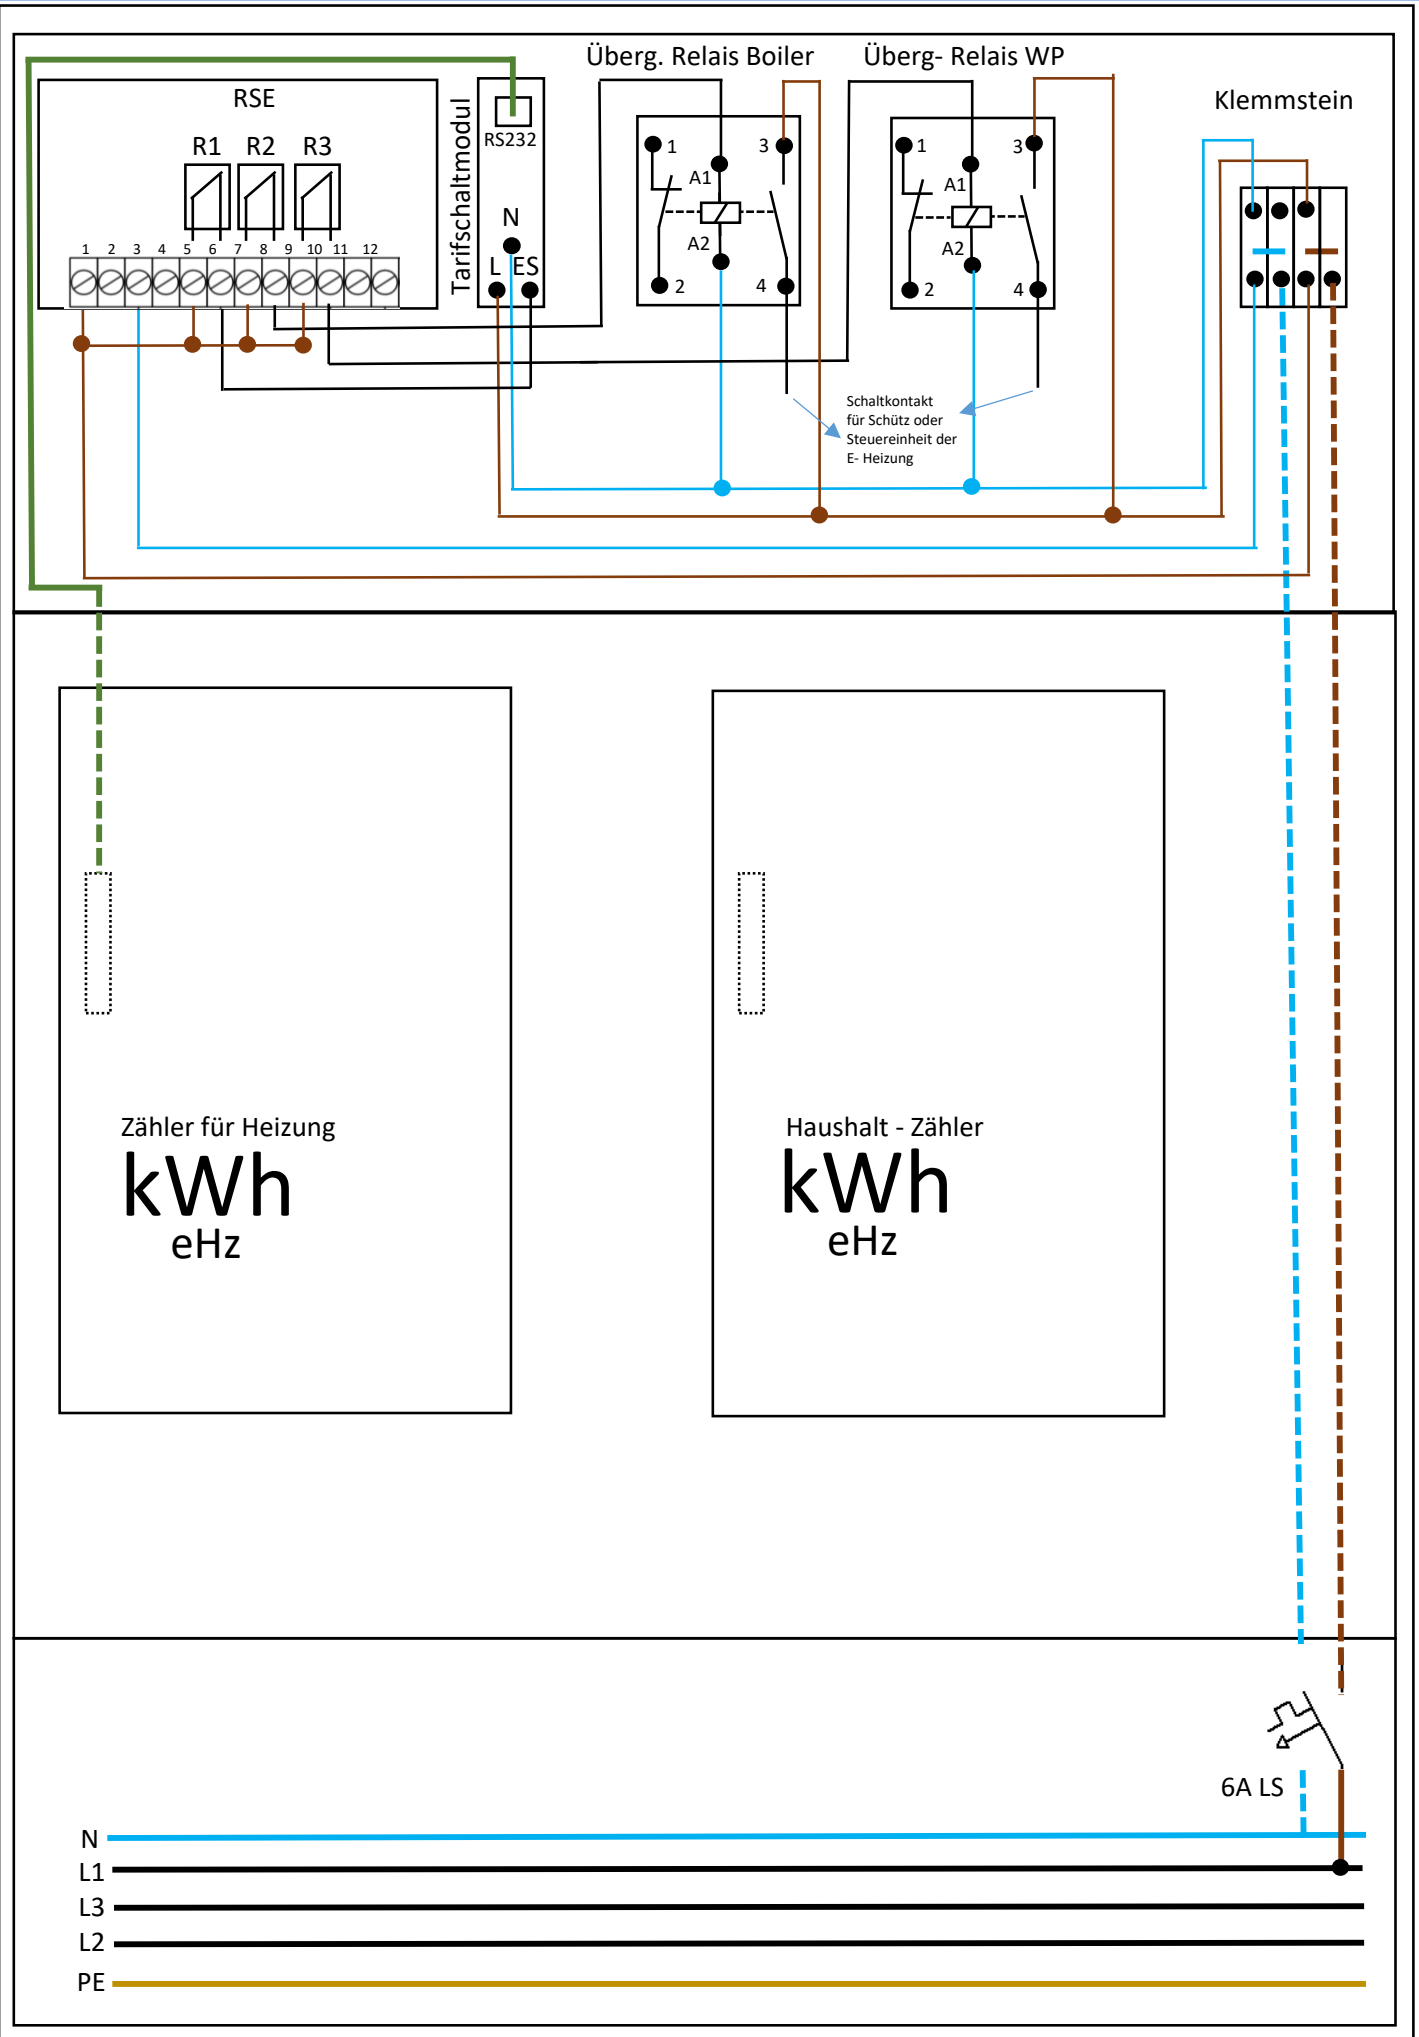 Überg. Relais Boiler
Überg- Relais WP
Klemmstein
RSE
R1 R2 R3
1 2 3 4 5 6 7 8 9 10 11 12
Tarifschaltmodul
RS232
N
L ES
1
3
A1
A2
2
4
1
3
A1
A2
2
4
Schaltkontakt
für Schütz oder
Steuereinheit der
E- Heizung
Zähler für Heizung
kWh
eHz
Haushalt - Zähler
kWh
eHz
6A LS
N
L1
L3
L2
PE